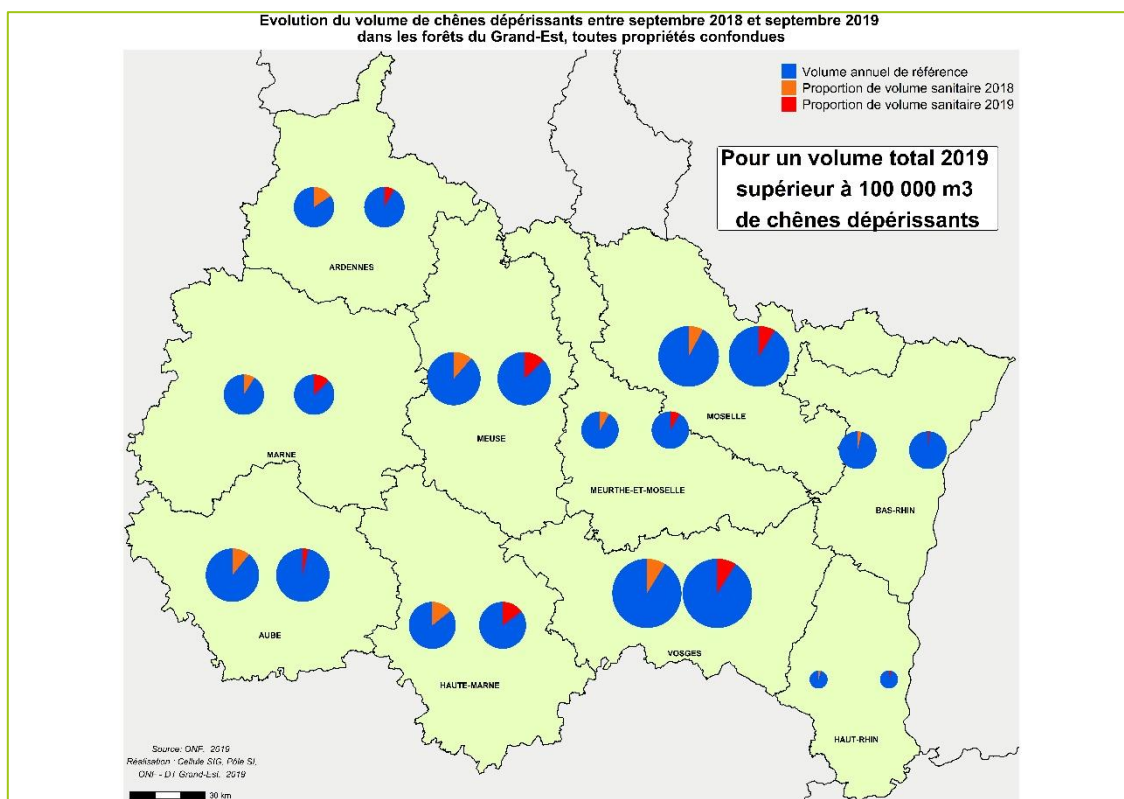 Evolution du volume de chênes dépérissants entre septembre 2018 et septembre 2019
dans les forêts du Grand-Est, toutes propriétés confondues
Volume annuel de référence
Proportion de volume sanitaire 2018
Proportion de volume sanitaire 2019
Pour un volume total 2019
supérieur à 100 000 m3
de chênes dépérissants
ARDENNES
MARNE
MEUSE
MOSELLE
MEURTHE-ET-MOSELLE
BAS-RHIN
AUBE
HAUTE-MARNE
VOSGES
HAUT-RHIN
Source: ONF, 2019
Réalisation : Cellule SIG, Pôle SI,
ONF - DT Grand-Est, 2019
30 km